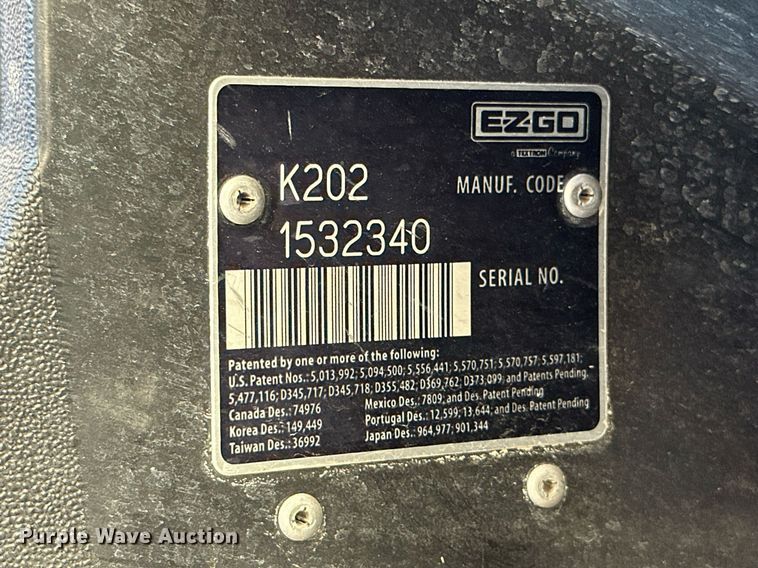 E-Z-GO
a TEXTRON Company
K202 MANUF. CODE
1532340
SERIAL NO.
Patented by one or more of the following:
U.S. Patent Nos.: 5,013,992; 5,094,500; 5,556,441; 5,570,751; 5,570,757; 5,597,181;
5,477,116; D345,717; D345,718; D355,482; D369,762; D373,099; and Patents Pending.
Canada Des.: 74976 Mexico Des.: 7809; and Des. Patent Pending
Korea Des.: 149,449 Portugal Des.: 12,599; 13,644; and Des. Patent Pending
Taiwan Des.: 36992 Japan Des.: 964,977; 901,344
Purple Wave Auction